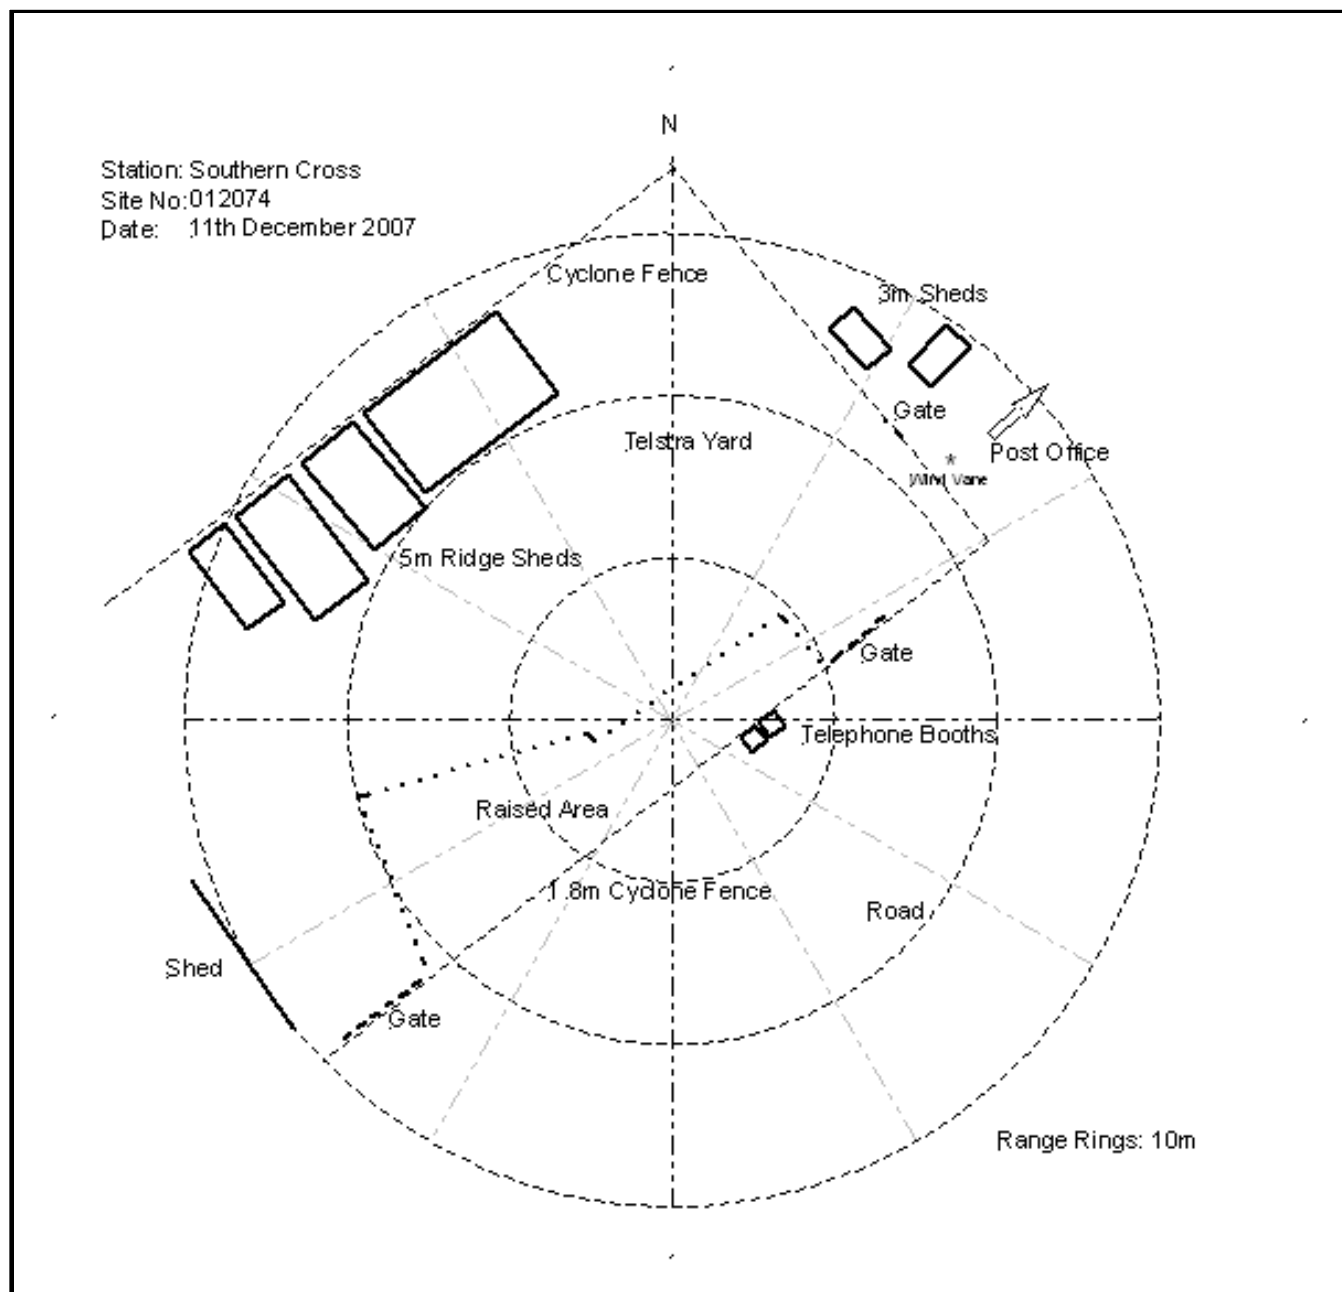 N
Station: Southern Cross
Site No:012074
Date: 11th December 2007
Cyclone Fence
3m Sheds
Gate
Telstra Yard
Post Office
Wind Vane
5m Ridge Sheds
Gate
Telephone Booths
Raised Area
1.8m Cyclone Fence
Road
Shed
Gate
Range Rings: 10m